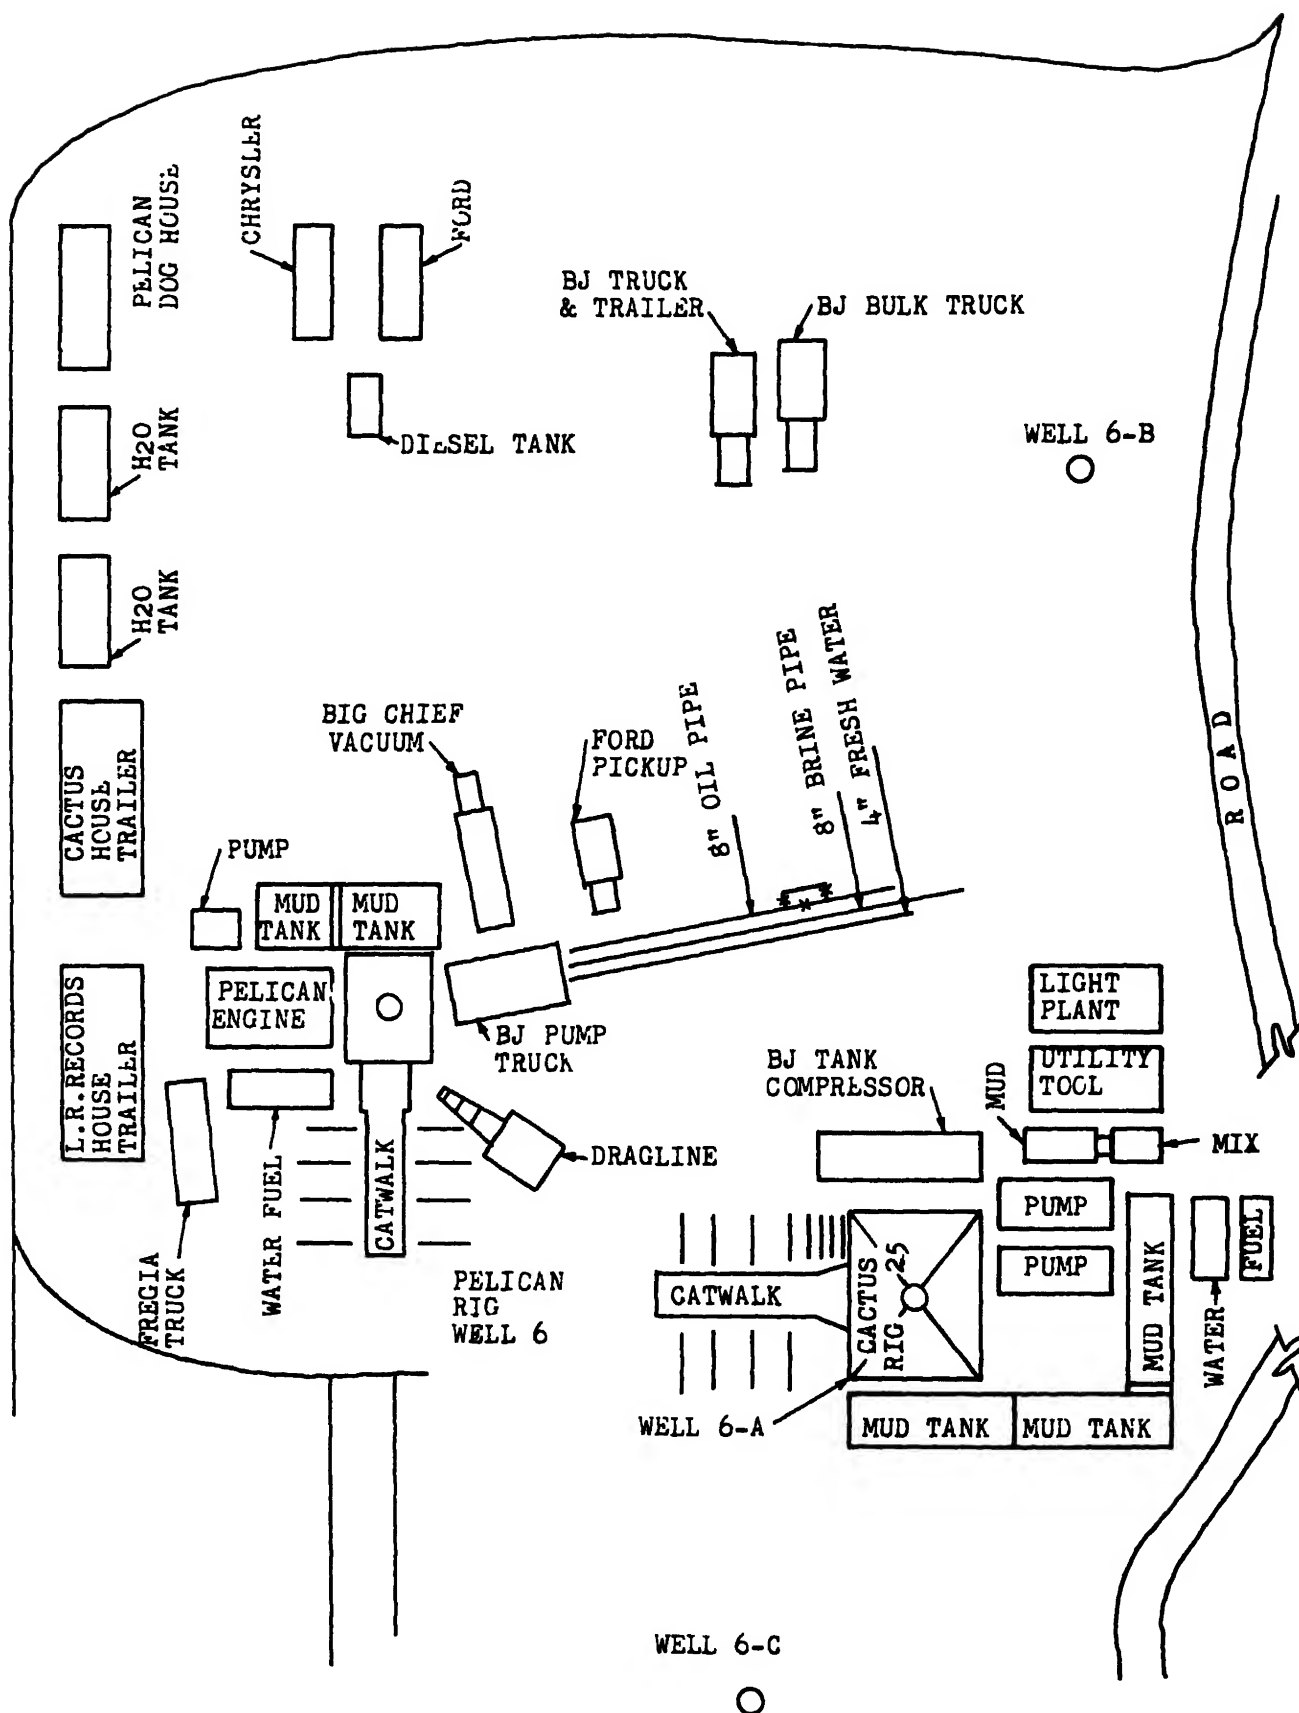 CHRYSLER
PELICAN
DOG HOUSE
FORD
BJ TRUCK
& TRAILER
BJ BULK TRUCK
H2O
TANK
DIESEL TANK
WELL 6-B
H2O
TANK
8" OIL PIPE
8" BRINE PIPE
4" FRESH WATER
ROAD
BIG CHIEF
VACUUM
FORD
PICKUP
CACTUS
HOUSE
TRAILER
PUMP
MUD
TANK
MUD
TANK
L.R.RECORDS
HOUSE
TRAILER
PELICAN
ENGINE
BJ PUMP
TRUCK
LIGHT
PLANT
BJ TANK
COMPRESSOR
UTILITY
TOOL
MUD
MIX
DRAGLINE
CATWALK
WATER FUEL
FREGIA
TRUCK
PELICAN
RIG
WELL 6
CATWALK
CACTUS
RIG 25
PUMP
PUMP
MUD TANK
WATER
FUEL
WELL 6-A
MUD TANK
MUD TANK
WELL 6-C